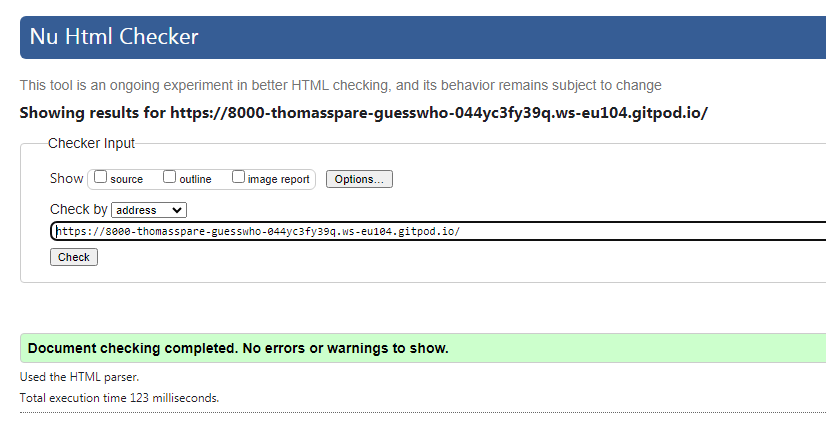 Nu Html Checker
This tool is an ongoing experiment in better HTML checking, and its behavior remains subject to change
Showing results for https://8000-thomasspare-guesswho-044yc3fy39q.ws-eu104.gitpod.io/
Checker Input
Show source outline image report Options...
Check by address
https://8000-thomasspare-guesswho-044yc3fy39q.ws-eu104.gitpod.io/
Check
Document checking completed. No errors or warnings to show.
Used the HTML parser.
Total execution time 123 milliseconds.